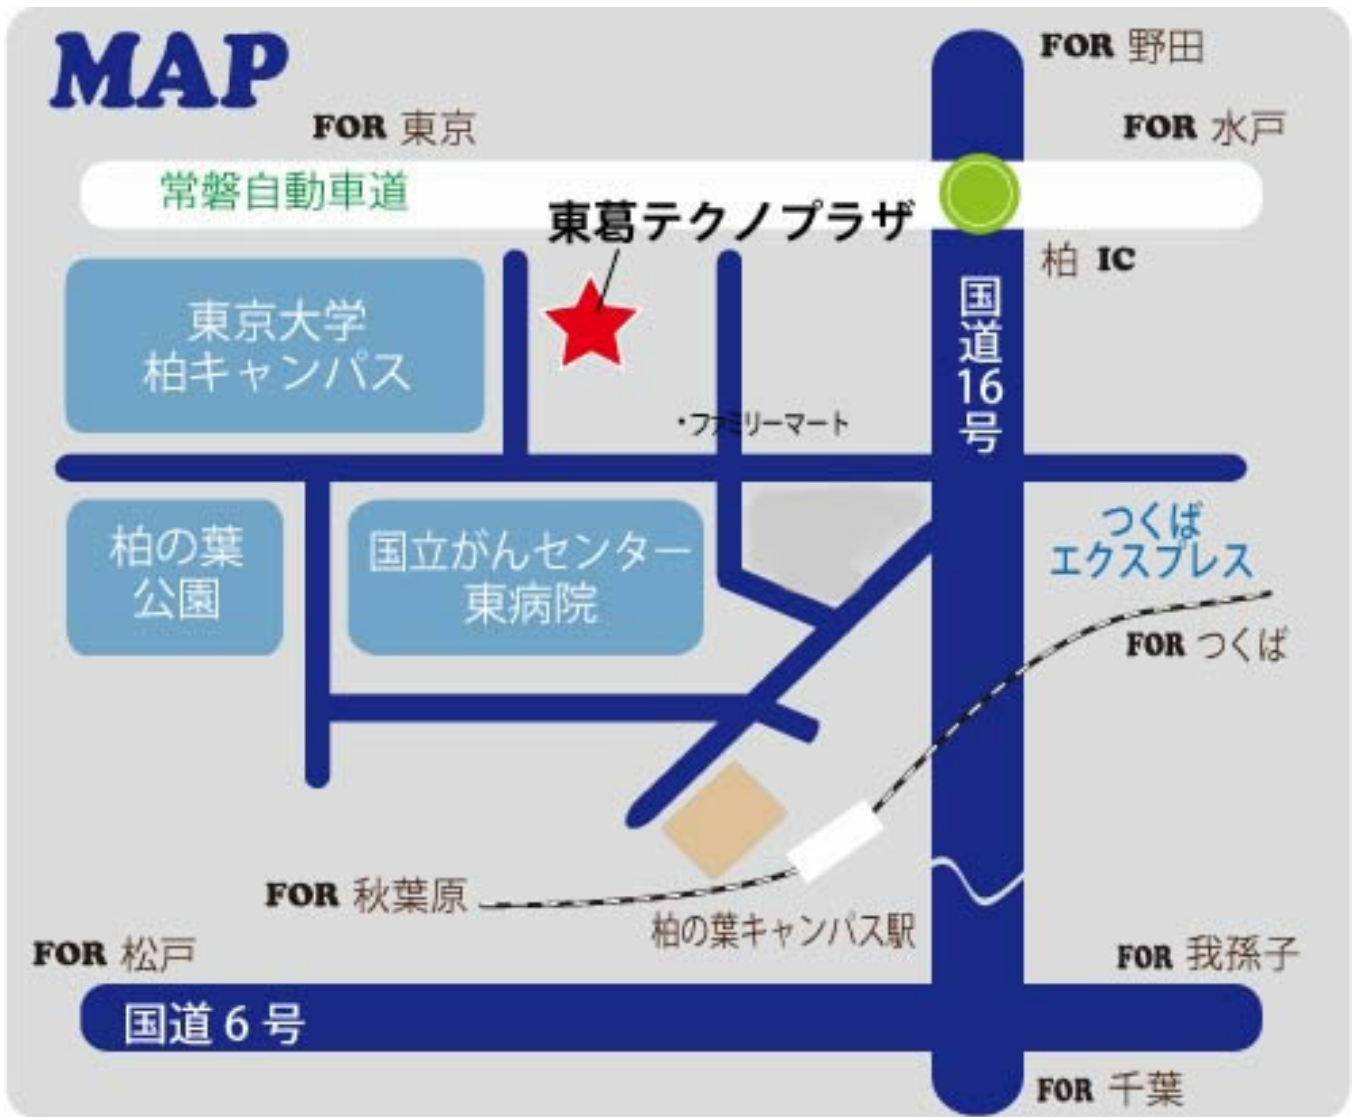 MAP
FOR 野田
FOR 東京
FOR 水戸
常磐自動車道
東葛テクノプラザ
柏 IC
国道16号
東京大学
柏キャンパス
・ファミリーマート
柏の葉
公園
国立がんセンター
東病院
つくば
エクスプレス
FOR つくば
FOR 秋葉原
柏の葉キャンパス駅
FOR 松戸
FOR 我孫子
国道 6 号
FOR 千葉